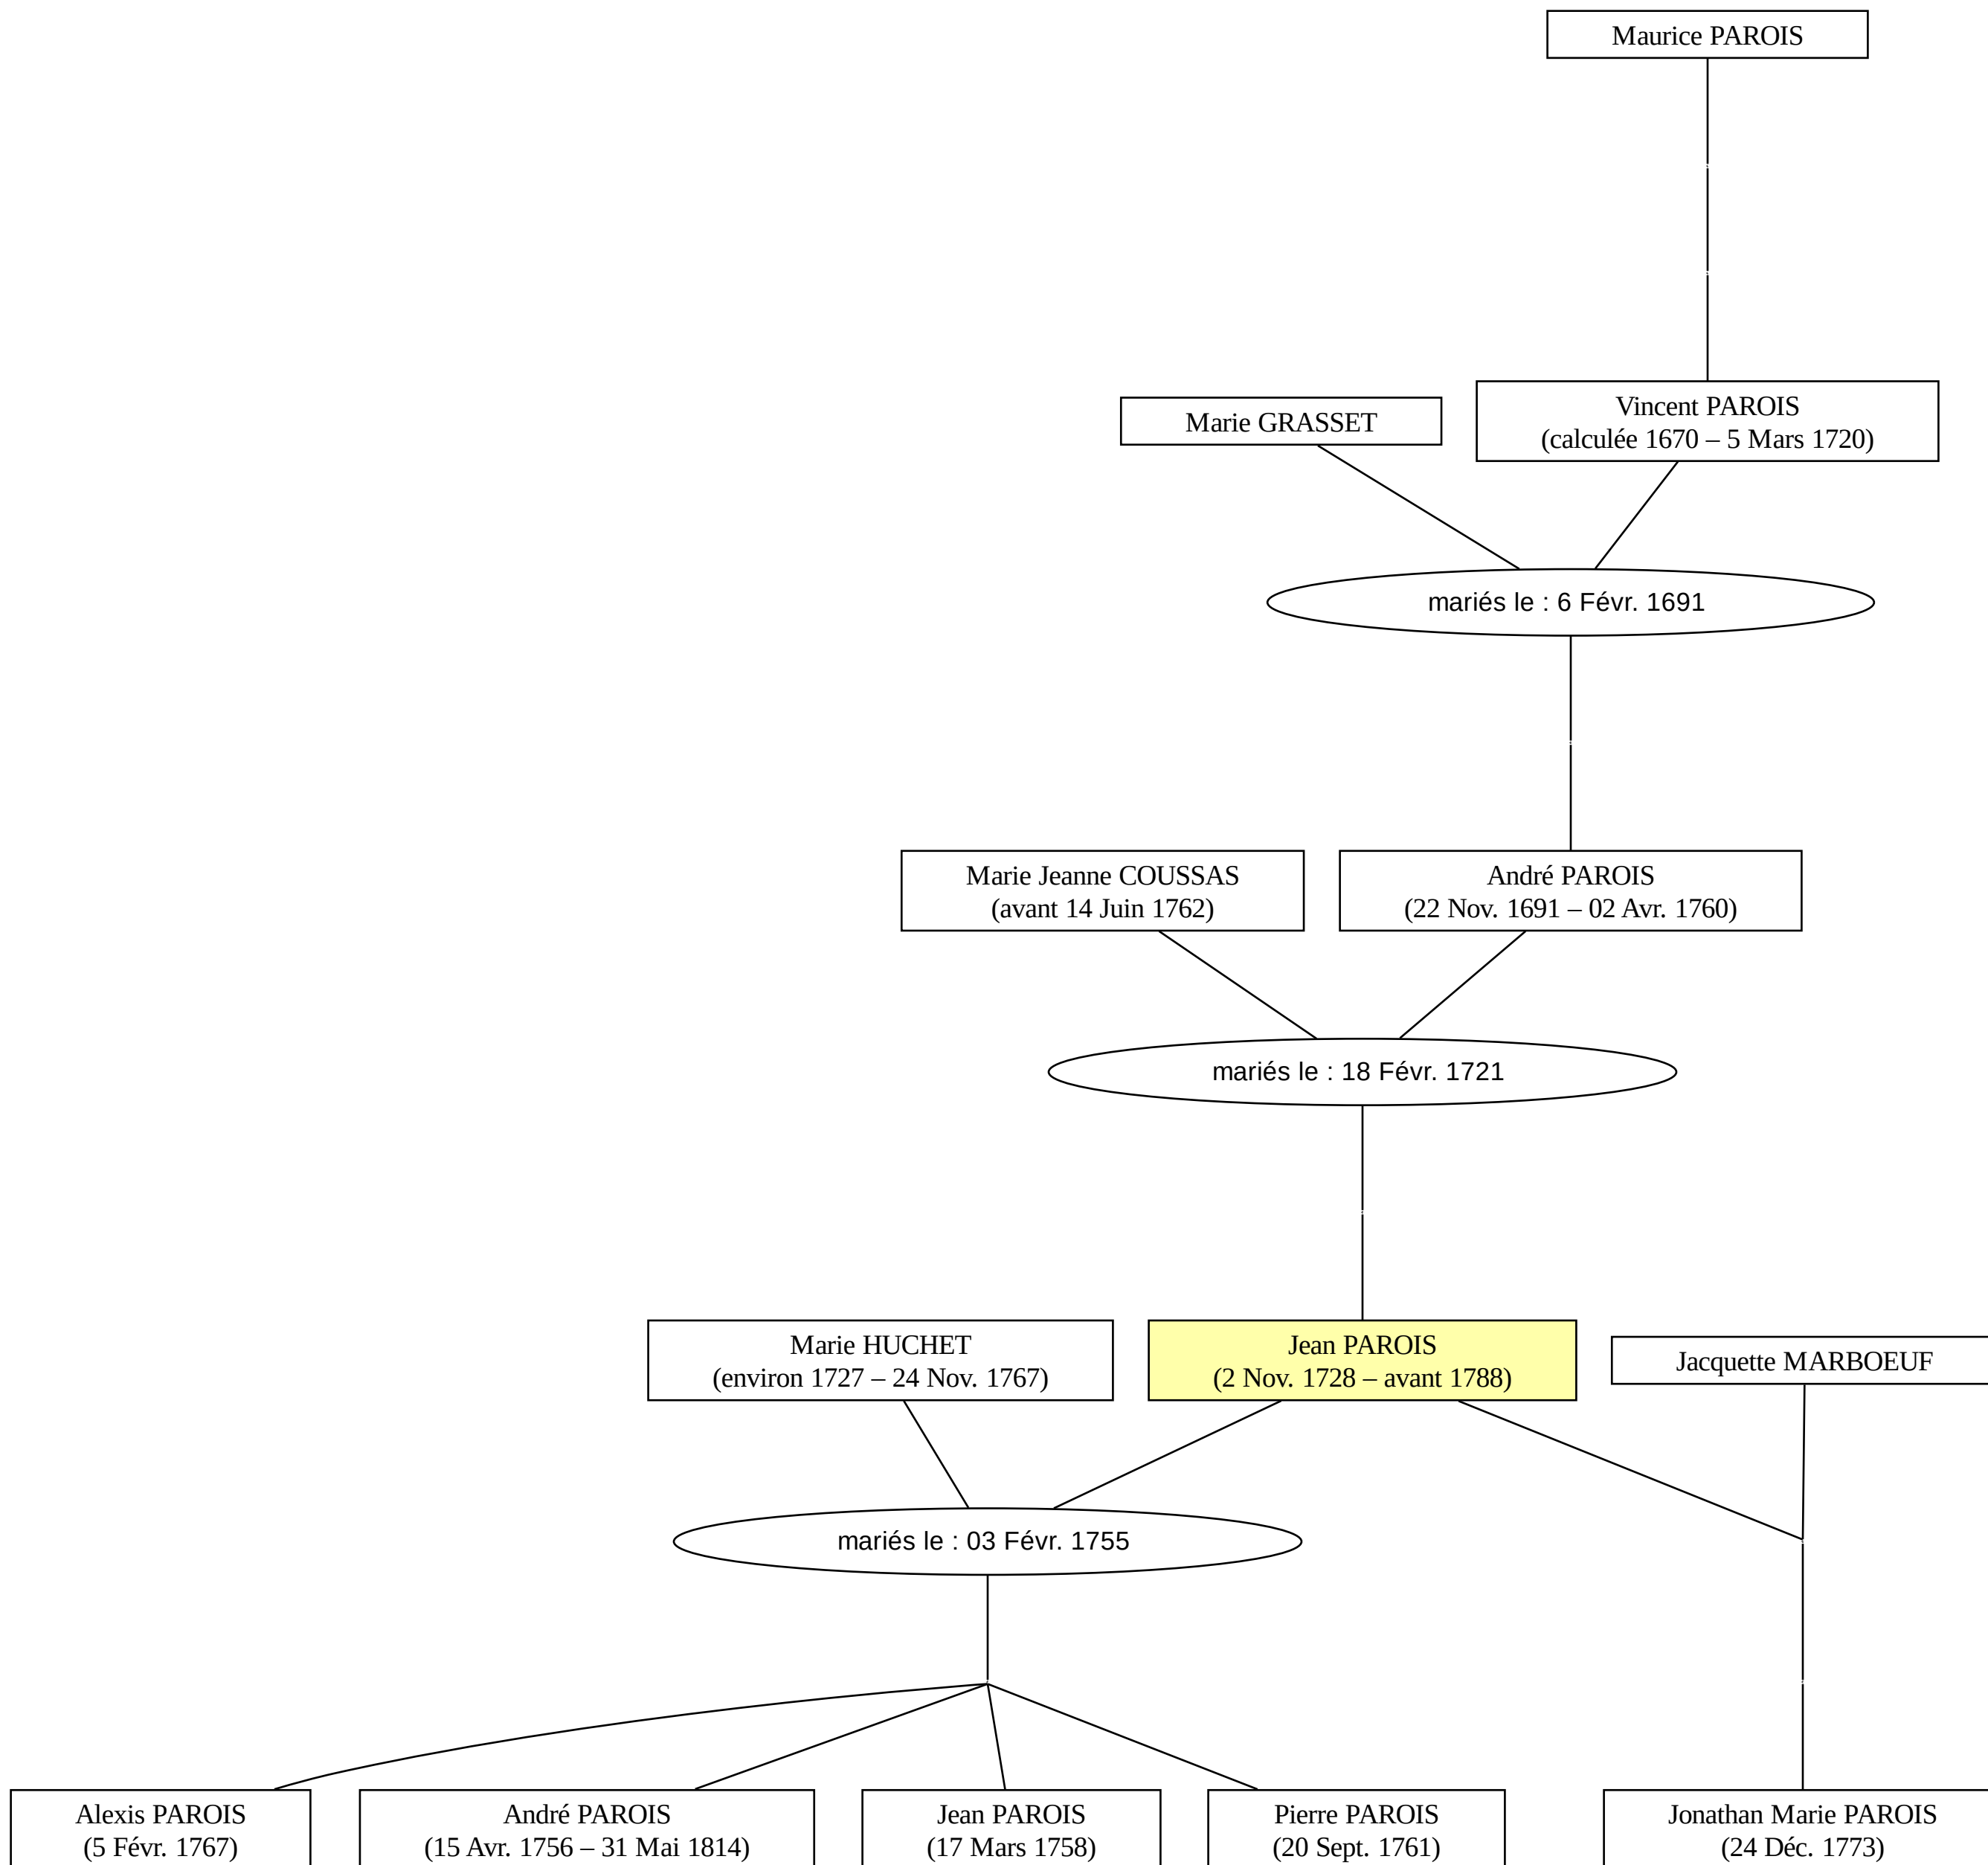 Maurice PAROIS
Marie GRASSET
Vincent PAROIS
(calculée 1670 – 5 Mars 1720)
mariés le : 6 Févr. 1691
Marie Jeanne COUSSAS
(avant 14 Juin 1762)
André PAROIS
(22 Nov. 1691 – 02 Avr. 1760)
mariés le : 18 Févr. 1721
Marie HUCHET
(environ 1727 – 24 Nov. 1767)
Jean PAROIS
(2 Nov. 1728 – avant 1788)
Jacquette MARBOEUF
mariés le : 03 Févr. 1755
Alexis PAROIS
(5 Févr. 1767)
André PAROIS
(15 Avr. 1756 – 31 Mai 1814)
Jean PAROIS
(17 Mars 1758)
Pierre PAROIS
(20 Sept. 1761)
Jonathan Marie PAROIS
(24 Déc. 1773)